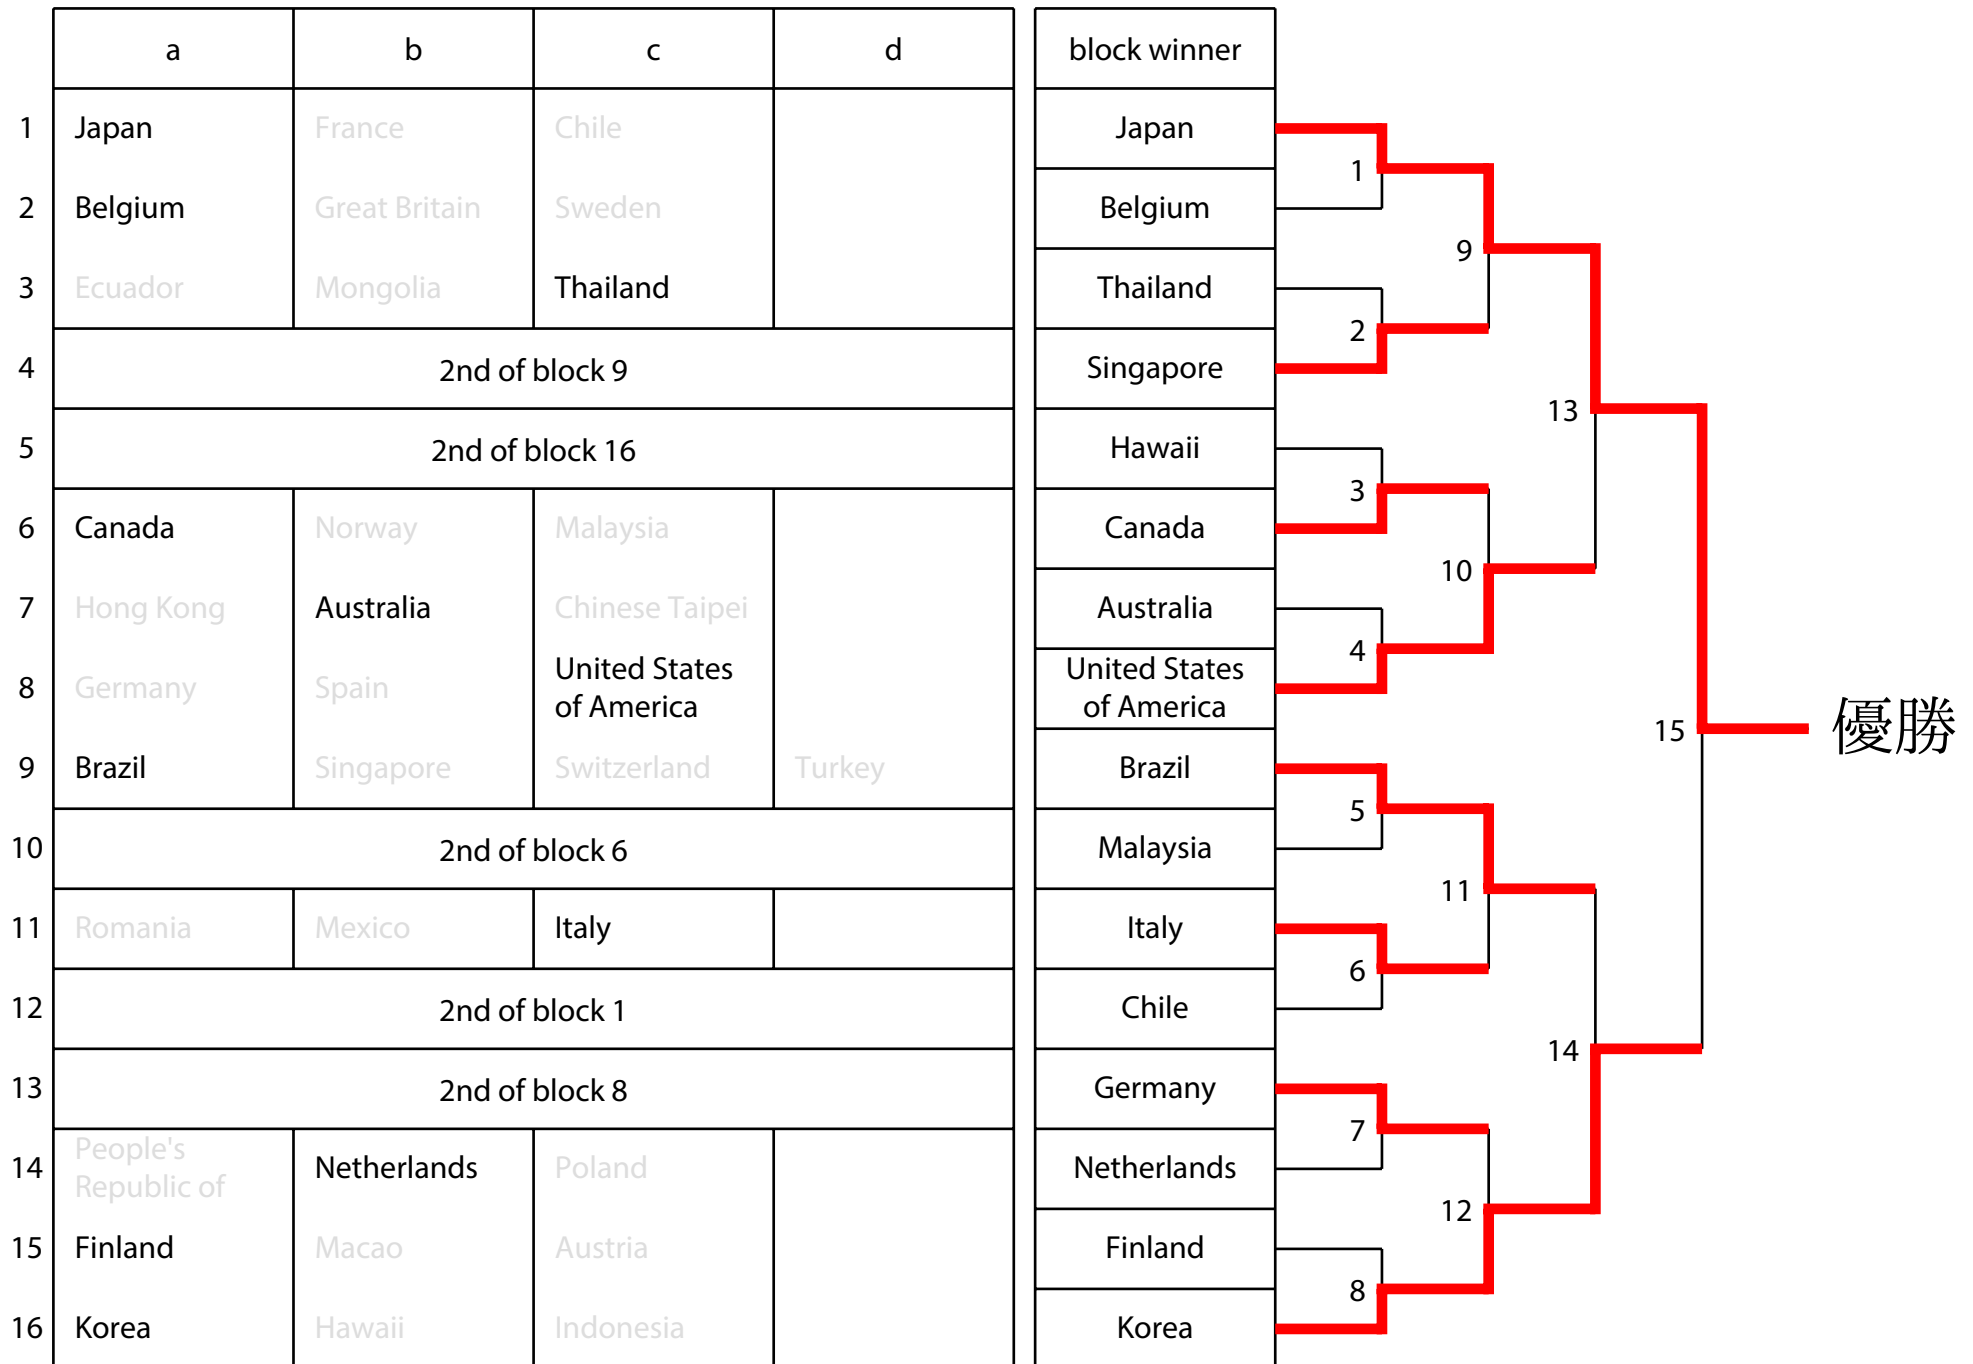 a b c d block winner
1 Japan France Chile Japan
1
2 Belgium Great Britain Sweden Belgium
9
3 Ecuador Mongolia Thailand Thailand
2
4 2nd of block 9 Singapore
13
5 2nd of block 16 Hawaii
3
6 Canada Norway Malaysia Canada
10
7 Hong Kong Australia Chinese Taipei Australia
4
8 Germany Spain United States of America United States of America
15 優勝
9 Brazil Singapore Switzerland Turkey Brazil
5
10 2nd of block 6 Malaysia
11
11 Romania Mexico Italy Italy
6
12 2nd of block 1 Chile
14
13 2nd of block 8 Germany
7
14 People's Republic of Netherlands Poland Netherlands
12
15 Finland Macao Austria Finland
8
16 Korea Hawaii Indonesia Korea